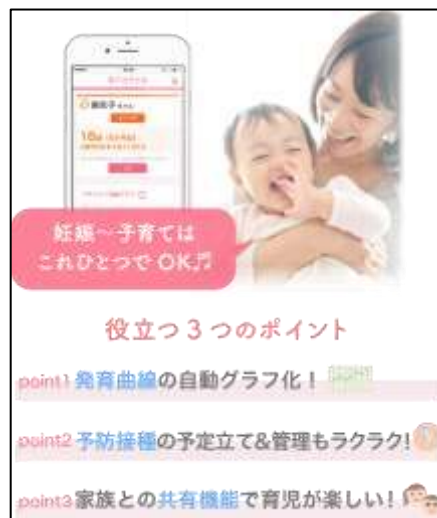 妊娠～子育ては
これひとつでOK♬
役立つ3つのポイント
point1 発育曲線の自動グラフ化！
point2 予防接種の予定立て&管理もラクラク！
point3 家族との共有機能で育児が楽しい！